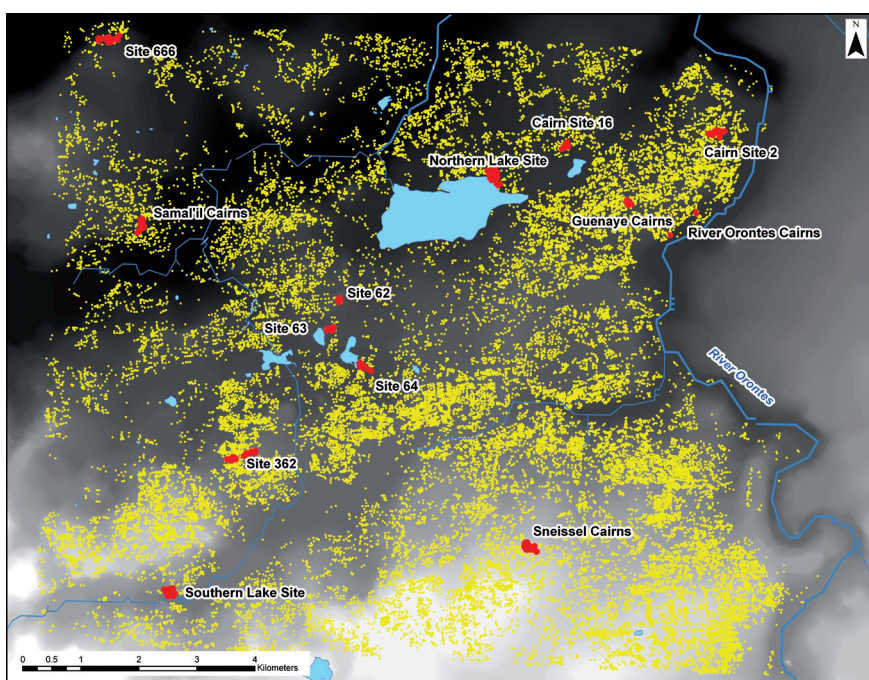 N
Site 666
Cairn Site 16
Cairn Site 2
Northern Lake Site
Samal'il Cairns
Guenaye Cairns
River Orontes Cairns
Site 62
Site 63
Site 64
River Orontes
Site 362
Sneissel Cairns
Southern Lake Site
0 0.5 1 2 3 4
Kilometers